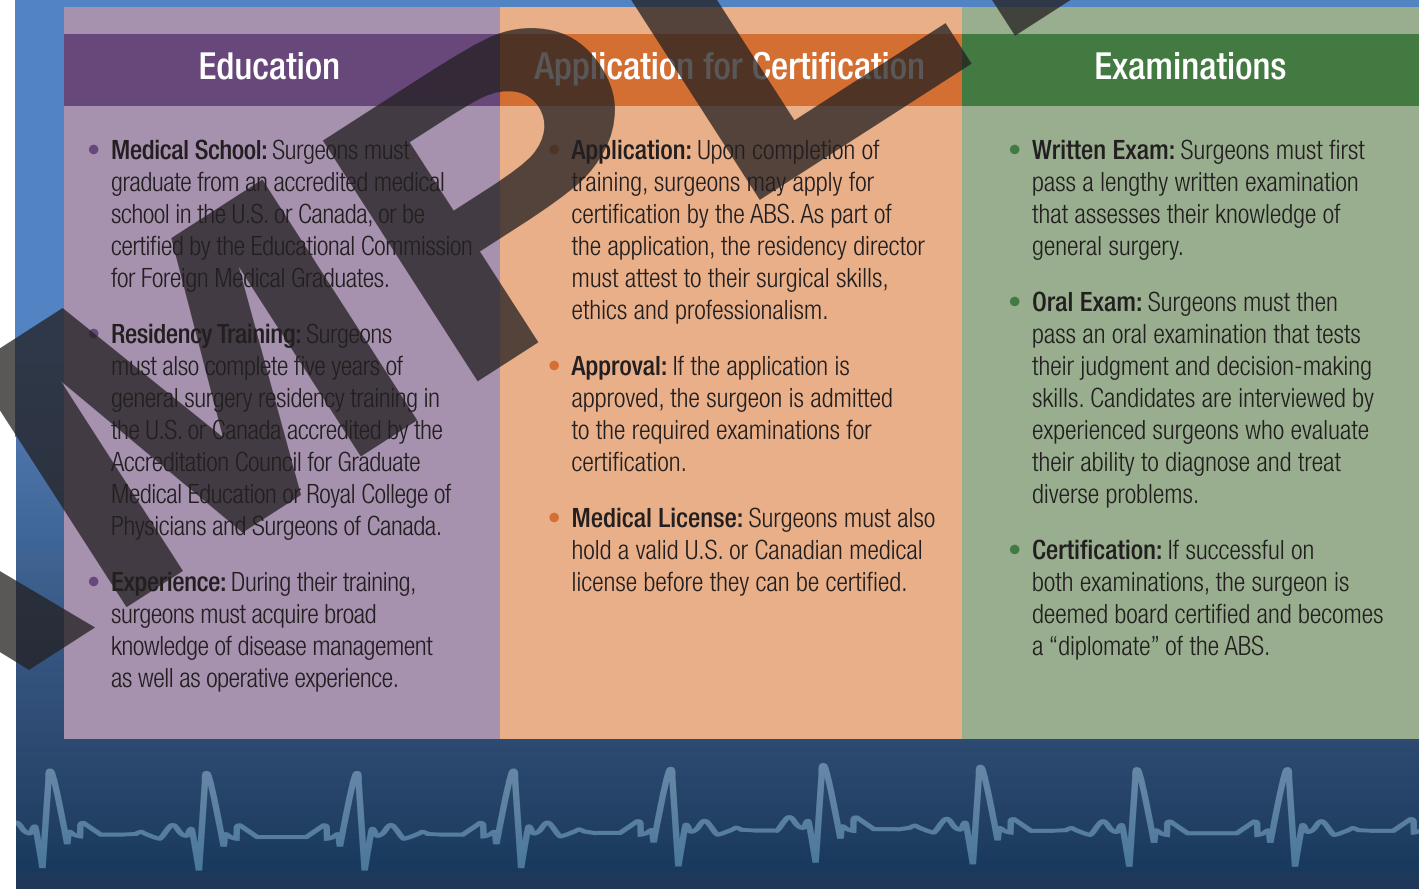 Education
• Medical School: Surgeons must
graduate from an accredited medical
school in the U.S. or Canada, or be
certified by the Educational Commission
for Foreign Medical Graduates.
• Residency Training: Surgeons
must also complete five years of
general surgery residency training in
the U.S. or Canada accredited by the
Accreditation Council for Graduate
Medical Education or Royal College of
Physicians and Surgeons of Canada.
• Experience: During their training,
surgeons must acquire broad
knowledge of disease management
as well as operative experience.
Application for Certification
• Application: Upon completion of
training, surgeons may apply for
certification by the ABS. As part of
the application, the residency director
must attest to their surgical skills,
ethics and professionalism.
• Approval: If the application is
approved, the surgeon is admitted
to the required examinations for
certification.
• Medical License: Surgeons must also
hold a valid U.S. or Canadian medical
license before they can be certified.
Examinations
• Written Exam: Surgeons must first
pass a lengthy written examination
that assesses their knowledge of
general surgery.
• Oral Exam: Surgeons must then
pass an oral examination that tests
their judgment and decision-making
skills. Candidates are interviewed by
experienced surgeons who evaluate
their ability to diagnose and treat
diverse problems.
• Certification: If successful on
both examinations, the surgeon is
deemed board certified and becomes
a “diplomate” of the ABS.
MPL